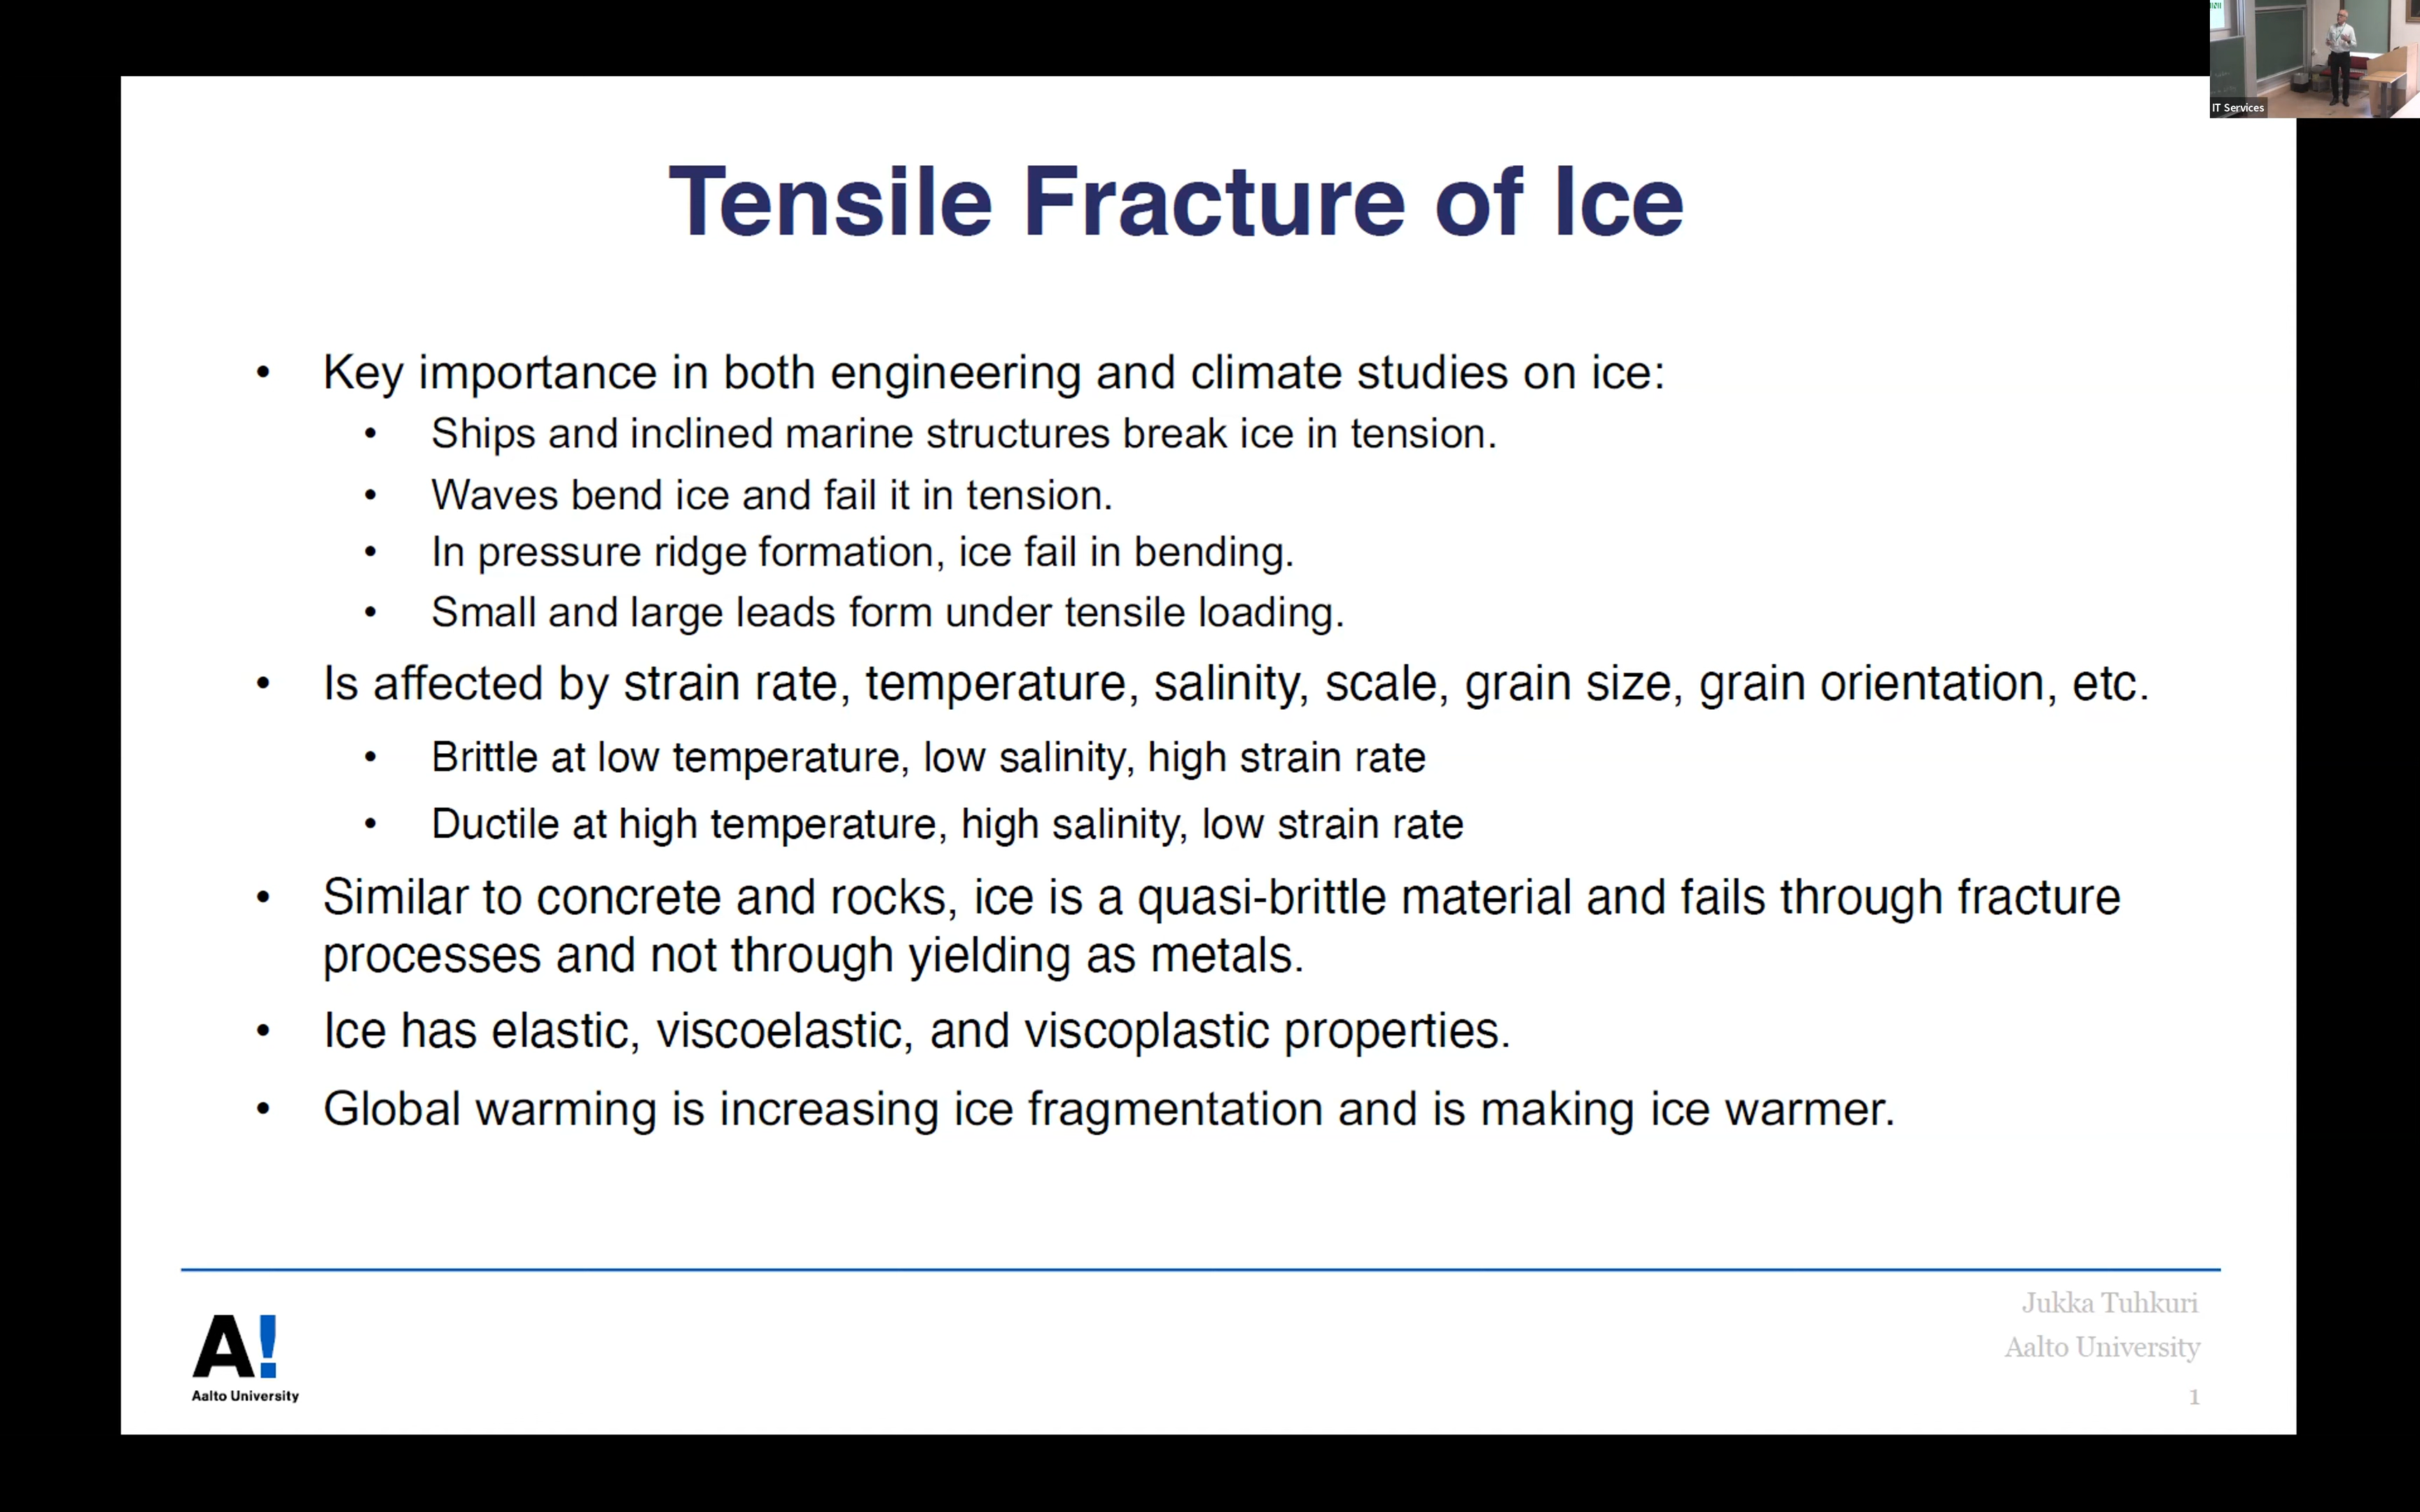 IT Services
Tensile Fracture of Ice
• Key importance in both engineering and climate studies on ice:
• Ships and inclined marine structures break ice in tension.
• Waves bend ice and fail it in tension.
• In pressure ridge formation, ice fail in bending.
• Small and large leads form under tensile loading.
• Is affected by strain rate, temperature, salinity, scale, grain size, grain orientation, etc.
• Brittle at low temperature, low salinity, high strain rate
• Ductile at high temperature, high salinity, low strain rate
• Similar to concrete and rocks, ice is a quasi-brittle material and fails through fracture
processes and not through yielding as metals.
• Ice has elastic, viscoelastic, and viscoplastic properties.
• Global warming is increasing ice fragmentation and is making ice warmer.
A!
Aalto University
Jukka Tuhkuri
Aalto University
1